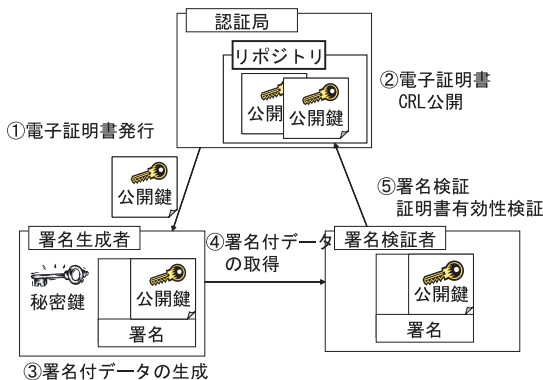 認証局
リポジトリ
公開
公開鍵
②電子証明書
CRL公開
①電子証明書発行
公開鍵
⑤署名検証
証明書有効性検証
署名生成者
④署名付データ
の取得
署名検証者
秘密鍵
公開鍵
署名
公開鍵
署名
③署名付データの生成